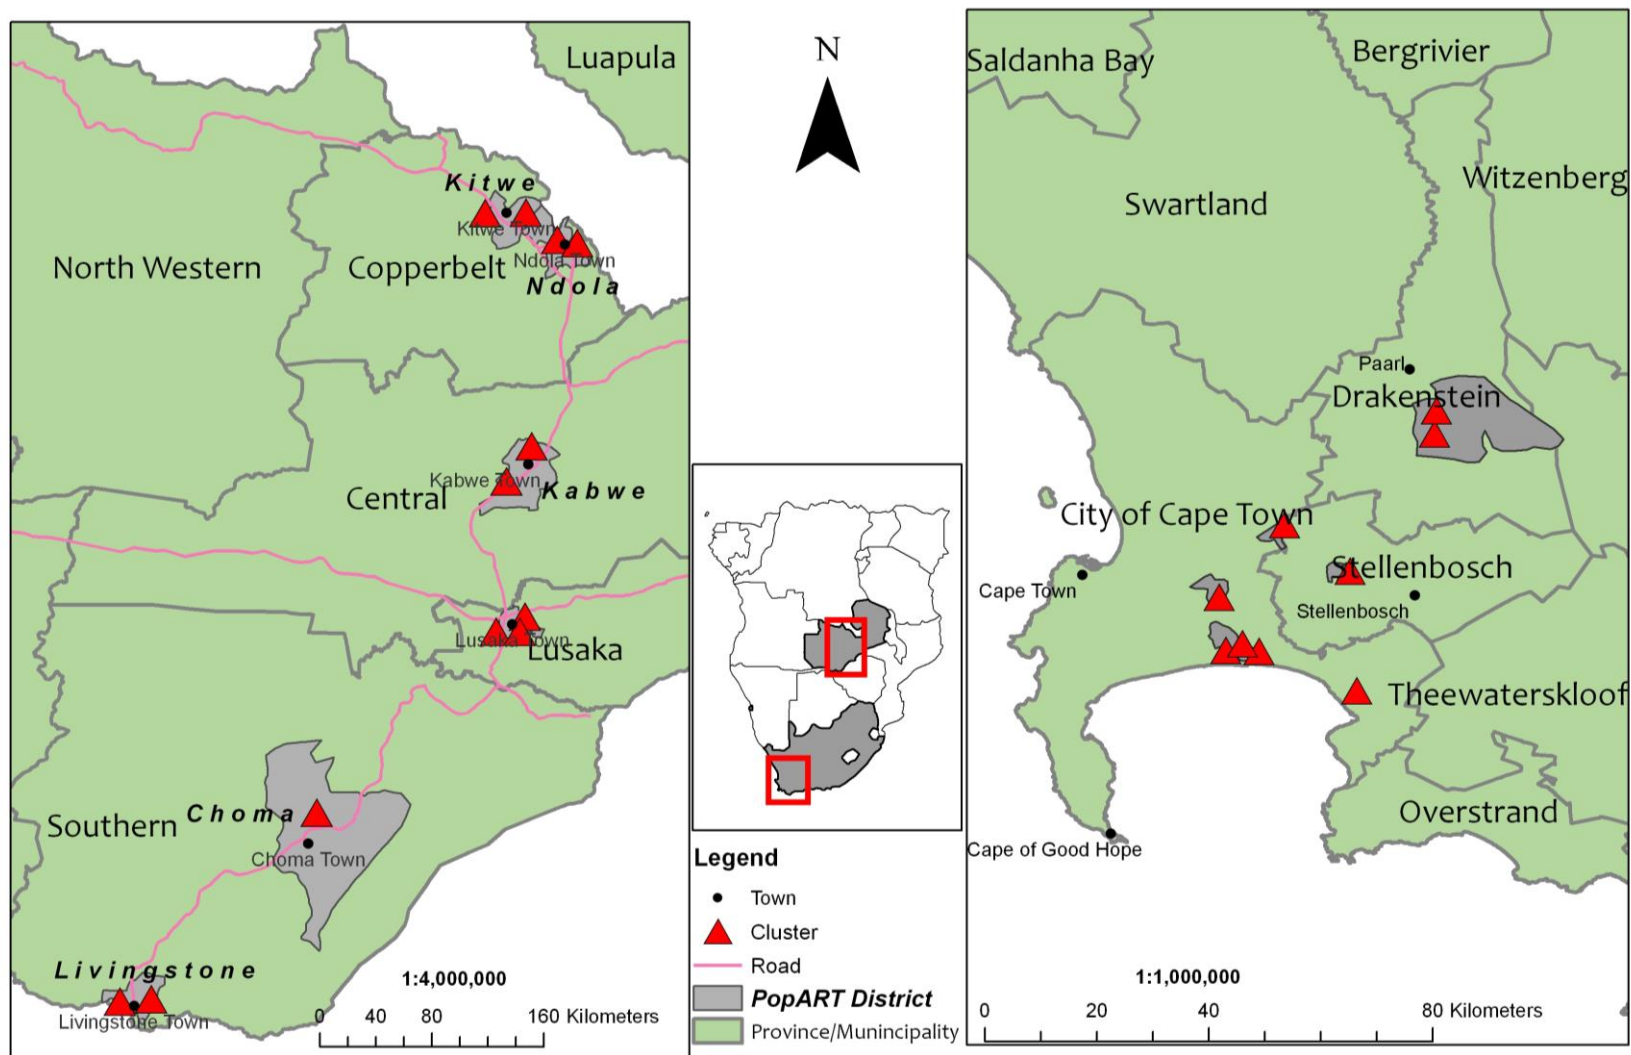 Luapula
Kitwe
Kitwe Town
North Western
Copperbelt
Ndola Town
Ndola
Kabwe Town
Central
Kabwe
Lusaka Town
Lusaka
Choma
Southern
Choma Town
Livingstone
Livingstone Town
1:4,000,000
0 40 80 160 Kilometers
N
Legend
Town
Cluster
Road
PopART District
Province/Munincipality
Saldanha Bay
Bergrivier
Witzenberg
Swartland
Paarl
Drakenstein
City of Cape Town
Stellenbosch
Cape Town
Stellenbosch
Theewaterskloof
Overstrand
Cape of Good Hope
1:1,000,000
0 20 40 80 Kilometers